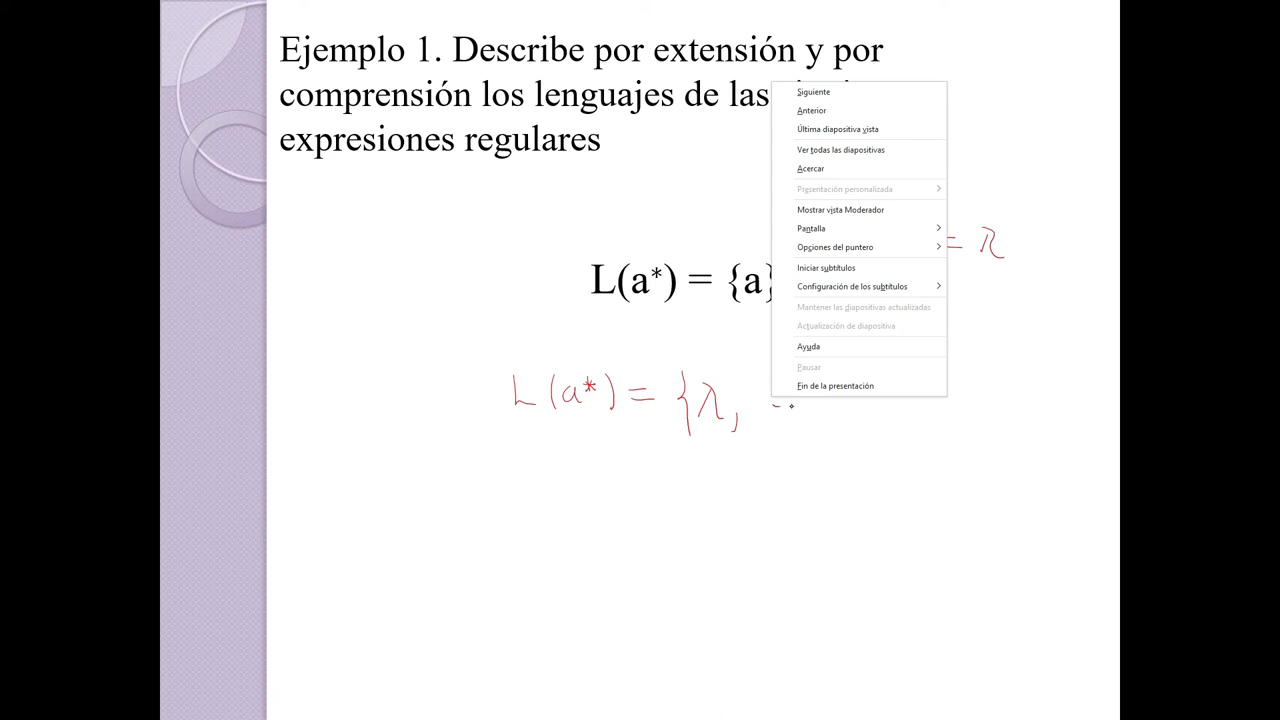 Ejemplo 1. Describe por extensión y por
comprensión los lenguajes de las
expresiones regulares
Siguiente
Anterior
Última diapositiva vista
Ver todas las diapositivas
Acercar
Presentación personalizada
Mostrar vista Moderador
Pantalla
Opciones del puntero
Iniciar subtítulos
Configuración de los subtítulos
Mantener las diapositivas actualizadas
Actualización de diapositiva
Ayuda
Pausar
Fin de la presentación
= λ
L(a*) = {a}
L(a*) = {λ,